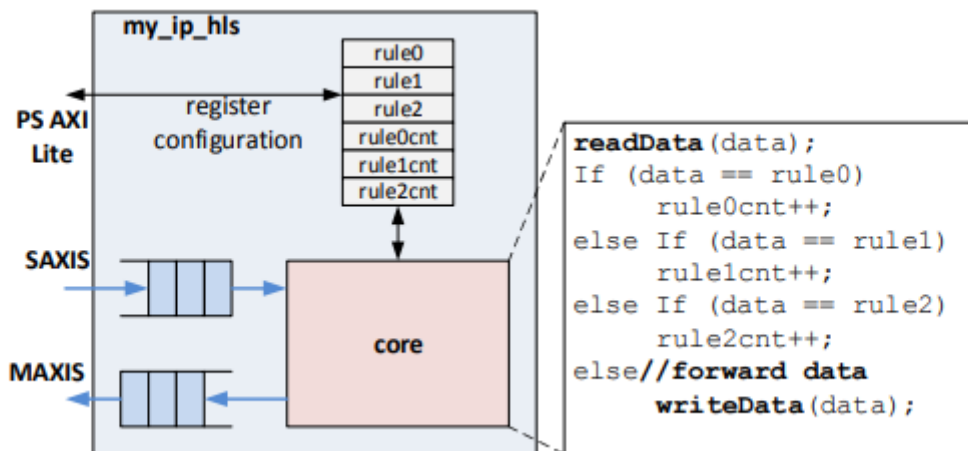 my_ip_hls
rule0
rule1
rule2
rule0cnt
rule1cnt
rule2cnt
PS AXI
Lite
register
configuration
SAXIS
MAXIS
core
readData(data);
If (data == rule0)
rule0cnt++;
else If (data == rule1)
rule1cnt++;
else If (data == rule2)
rule2cnt++;
else//forward data
writeData(data);